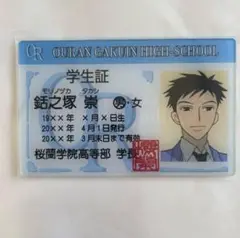 OR OURAN GAKUIN HIGH-SCHOOL
学生証
モリノヅカ タカシ
銛之塚 崇 男・女
19××年 ×月×日生
20××年 4月1日発行
20××年 3月末日まで有効
桜蘭学院高等部 学長